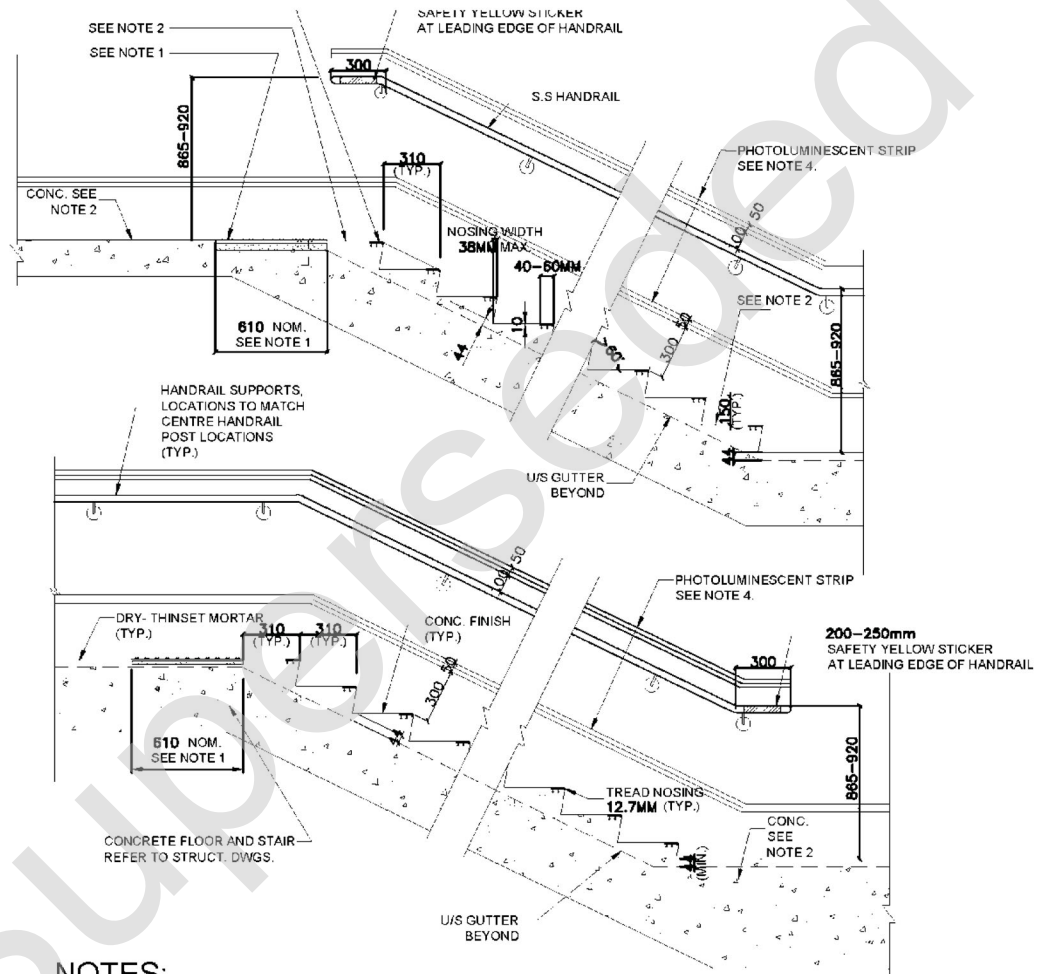 SAFETY YELLOW STICKER
AT LEADING EDGE OF HANDRAIL
SEE NOTE 2
SEE NOTE 1
300
S.S HANDRAIL
865-920
310
(TYP.)
PHOTOLUMINESCENT STRIP
SEE NOTE 4.
CONC. SEE
NOTE 2
NOSING WIDTH
38MM MAX.
40-60MM
50
SEE NOTE 2
610 NOM.
SEE NOTE 1
44
10
60°
300
50
865-920
150
(TYP.)
44
HANDRAIL SUPPORTS,
LOCATIONS TO MATCH
CENTRE HANDRAIL
POST LOCATIONS
(TYP.)
U/S GUTTER
BEYOND
50
PHOTOLUMINESCENT STRIP
SEE NOTE 4.
DRY- THINSET MORTAR
(TYP.)
310
(TYP.)
310
(TYP.)
CONC. FINISH
(TYP.)
200-250mm
SAFETY YELLOW STICKER
AT LEADING EDGE OF HANDRAIL
300
50
300
44
610 NOM.
SEE NOTE 1
TREAD NOSING
12.7MM (TYP.)
865-920
CONC.
SEE
NOTE 2
CONCRETE FLOOR AND STAIR
REFER TO STRUCT. DWGS.
44
(MIN.)
U/S GUTTER
BEYOND
NOTES:
Superseded